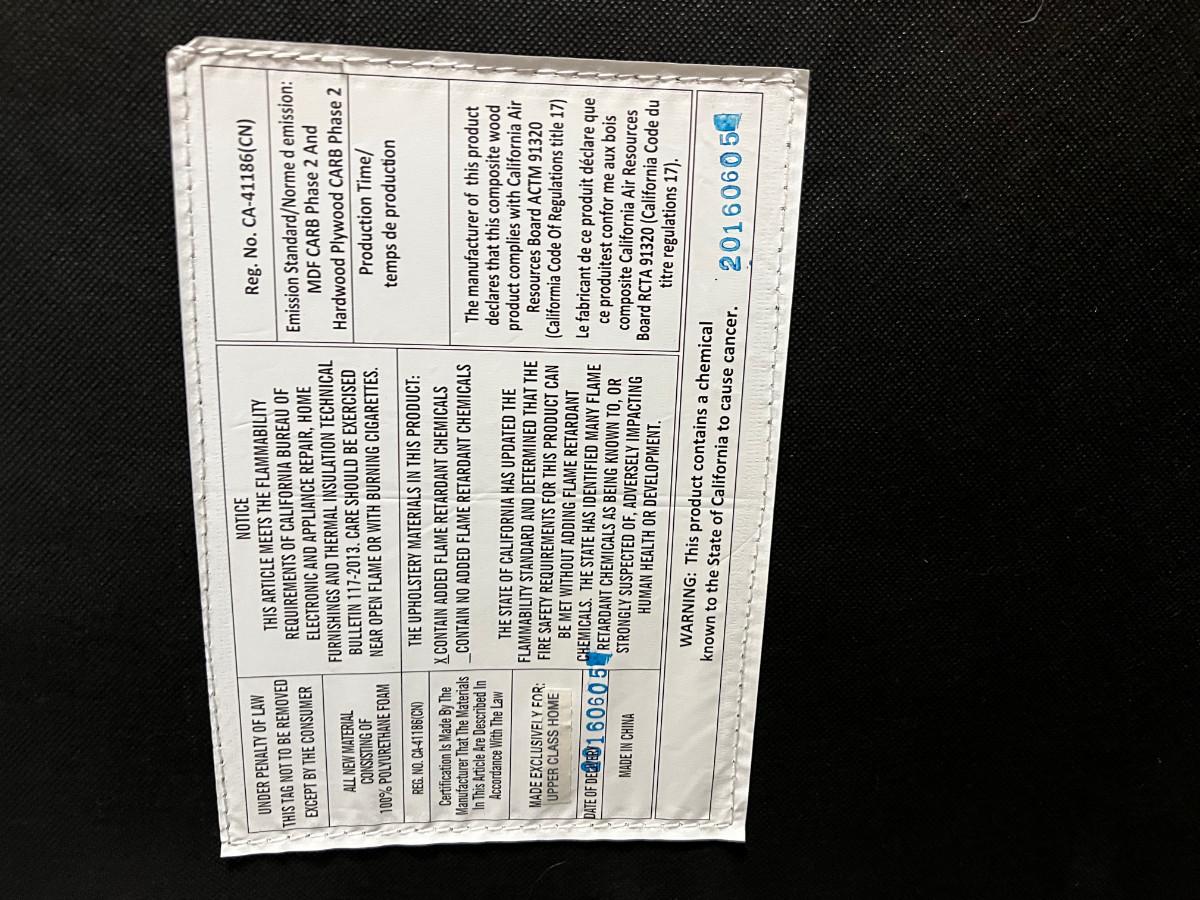 UNDER PENALTY OF LAW
THIS TAG NOT TO BE REMOVED
EXCEPT BY THE CONSUMER
ALL NEW MATERIAL
CONSISTING OF
100% POLYURETHANE FOAM
REG. NO. CA-41186(CN)
Certification Is Made By The
Manufacturer That The Materials
In This Article Are Described In
Accordance With The Law
MADE EXCLUSIVELY FOR:
UPPER CLASS HOME
DATE OF DELIVERY
20160605
MADE IN CHINA
NOTICE
THIS ARTICLE MEETS THE FLAMMABILITY
REQUIREMENTS OF CALIFORNIA BUREAU OF
ELECTRONIC AND APPLIANCE REPAIR, HOME
FURNISHINGS AND THERMAL INSULATION TECHNICAL
BULLETIN 117-2013. CARE SHOULD BE EXERCISED
NEAR OPEN FLAME OR WITH BURNING CIGARETTES.
THE UPHOLSTERY MATERIALS IN THIS PRODUCT:
X CONTAIN ADDED FLAME RETARDANT CHEMICALS
_CONTAIN NO ADDED FLAME RETARDANT CHEMICALS
THE STATE OF CALIFORNIA HAS UPDATED THE
FLAMMABILITY STANDARD AND DETERMINED THAT THE
FIRE SAFETY REQUIREMENTS FOR THIS PRODUCT CAN
BE MET WITHOUT ADDING FLAME RETARDANT
CHEMICALS. THE STATE HAS IDENTIFIED MANY FLAME
RETARDANT CHEMICALS AS BEING KNOWN TO, OR
STRONGLY SUSPECTED OF, ADVERSELY IMPACTING
HUMAN HEALTH OR DEVELOPMENT.
Reg. No. CA-41186(CN)
Emission Standard/Norme d emission:
MDF CARB Phase 2 And
Hardwood Plywood CARB Phase 2
Production Time/
temps de production
The manufacturer of this product
declares that this composite wood
product complies with California Air
Resources Board ACTM 91320
(California Code Of Regulations title 17)
Le fabricant de ce produit déclare que
ce produitest confor me aux bois
composite California Air Resources
Board RCTA 91320 (California Code du
titre regulations 17).
WARNING: This product contains a chemical
known to the State of California to cause cancer.
20160605